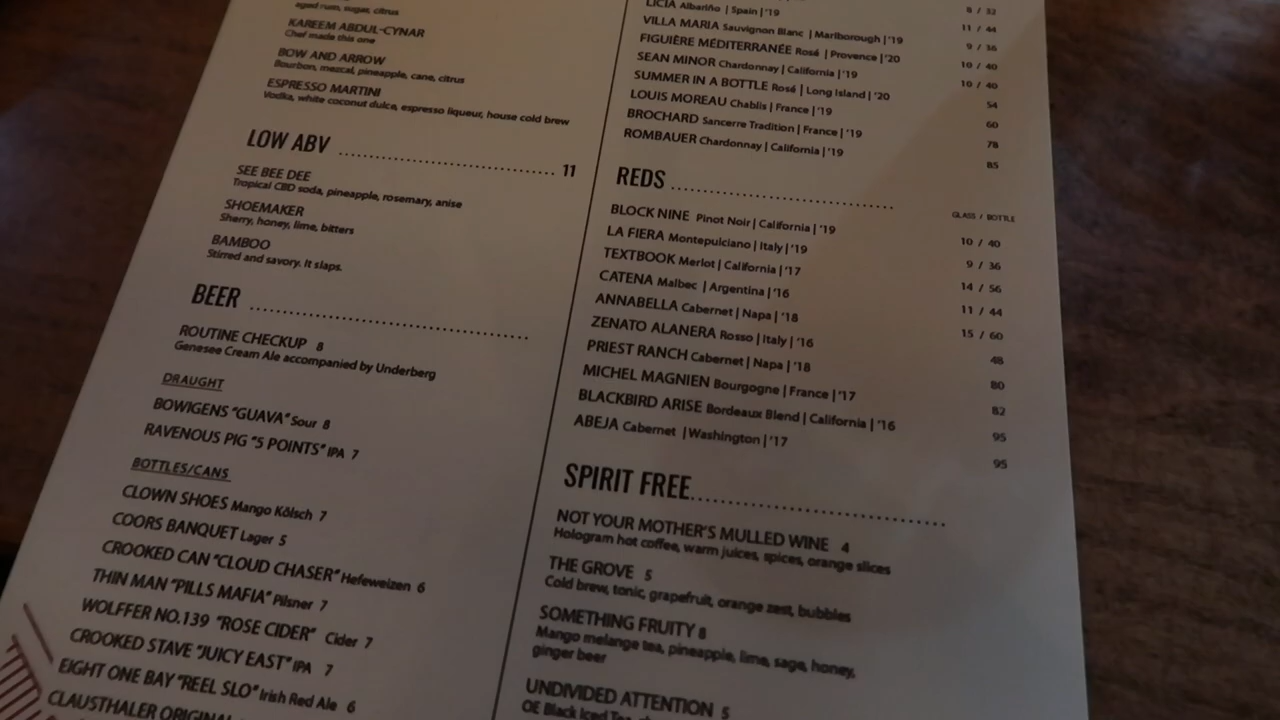 aged rum, sugar, citrus
KAREEM ABDUL-CYNAR
Chef made this one
BOW AND ARROW
Bourbon, mezcal, pineapple, cane, citrus
ESPRESSO MARTINI
Vodka, white coconut dulce, espresso liqueur, house cold brew
LOW ABV 11
SEE BEE DEE
Tropical CBD soda, pineapple, rosemary, anise
SHOEMAKER
Sherry, honey, lime, bitters
BAMBOO
Stirred and savory. It slaps.
BEER
ROUTINE CHECKUP 8
Genesee Cream Ale accompanied by Underberg
DRAUGHT
BOWIGENS "GUAVA" Sour 8
RAVENOUS PIG "5 POINTS" IPA 7
BOTTLES/CANS
CLOWN SHOES Mango Kölsch 7
COORS BANQUET Lager 5
CROOKED CAN "CLOUD CHASER" Hefeweizen 6
THIN MAN "PILLS MAFIA" Pilsner 7
WOLFFER NO.139 "ROSE CIDER" Cider 7
CROOKED STAVE "JUICY EAST" IPA 7
EIGHT ONE BAY "REEL SLO" Irish Red Ale 6
CLAUSTHALER ORIGINAL
LICIA Albariño | Spain | '19 8 / 32
VILLA MARIA Sauvignon Blanc | Marlborough | '19 11 / 44
FIGUIÈRE MÉDITERRANÉE Rosé | Provence | '20 9 / 36
SEAN MINOR Chardonnay | California | '19 10 / 40
SUMMER IN A BOTTLE Rosé | Long Island | '20 10 / 40
LOUIS MOREAU Chablis | France | '19 54
BROCHARD Sancerre Tradition | France | '19 60
ROMBAUER Chardonnay | California | '19 78
85
REDS
GLASS / BOTTLE
BLOCK NINE Pinot Noir | California | '19 10 / 40
LA FIERA Montepulciano | Italy | '19 9 / 36
TEXTBOOK Merlot | California | '17 14 / 56
CATENA Malbec | Argentina | '16 11 / 44
ANNABELLA Cabernet | Napa | '18 15 / 60
ZENATO ALANERA Rosso | Italy | '16 48
PRIEST RANCH Cabernet | Napa | '18 80
MICHEL MAGNIEN Bourgogne | France | '17 82
BLACKBIRD ARISE Bordeaux Blend | California | '16 95
ABEJA Cabernet | Washington | '17 95
SPIRIT FREE
NOT YOUR MOTHER'S MULLED WINE 4
Hologram hot coffee, warm juices, spices, orange slices
THE GROVE 5
Cold brew, tonic, grapefruit, orange zest, bubbles
SOMETHING FRUITY 8
Mango melange tea, pineapple, lime, sage, honey,
ginger beer
UNDIVIDED ATTENTION 5
OE Black Iced Tea,